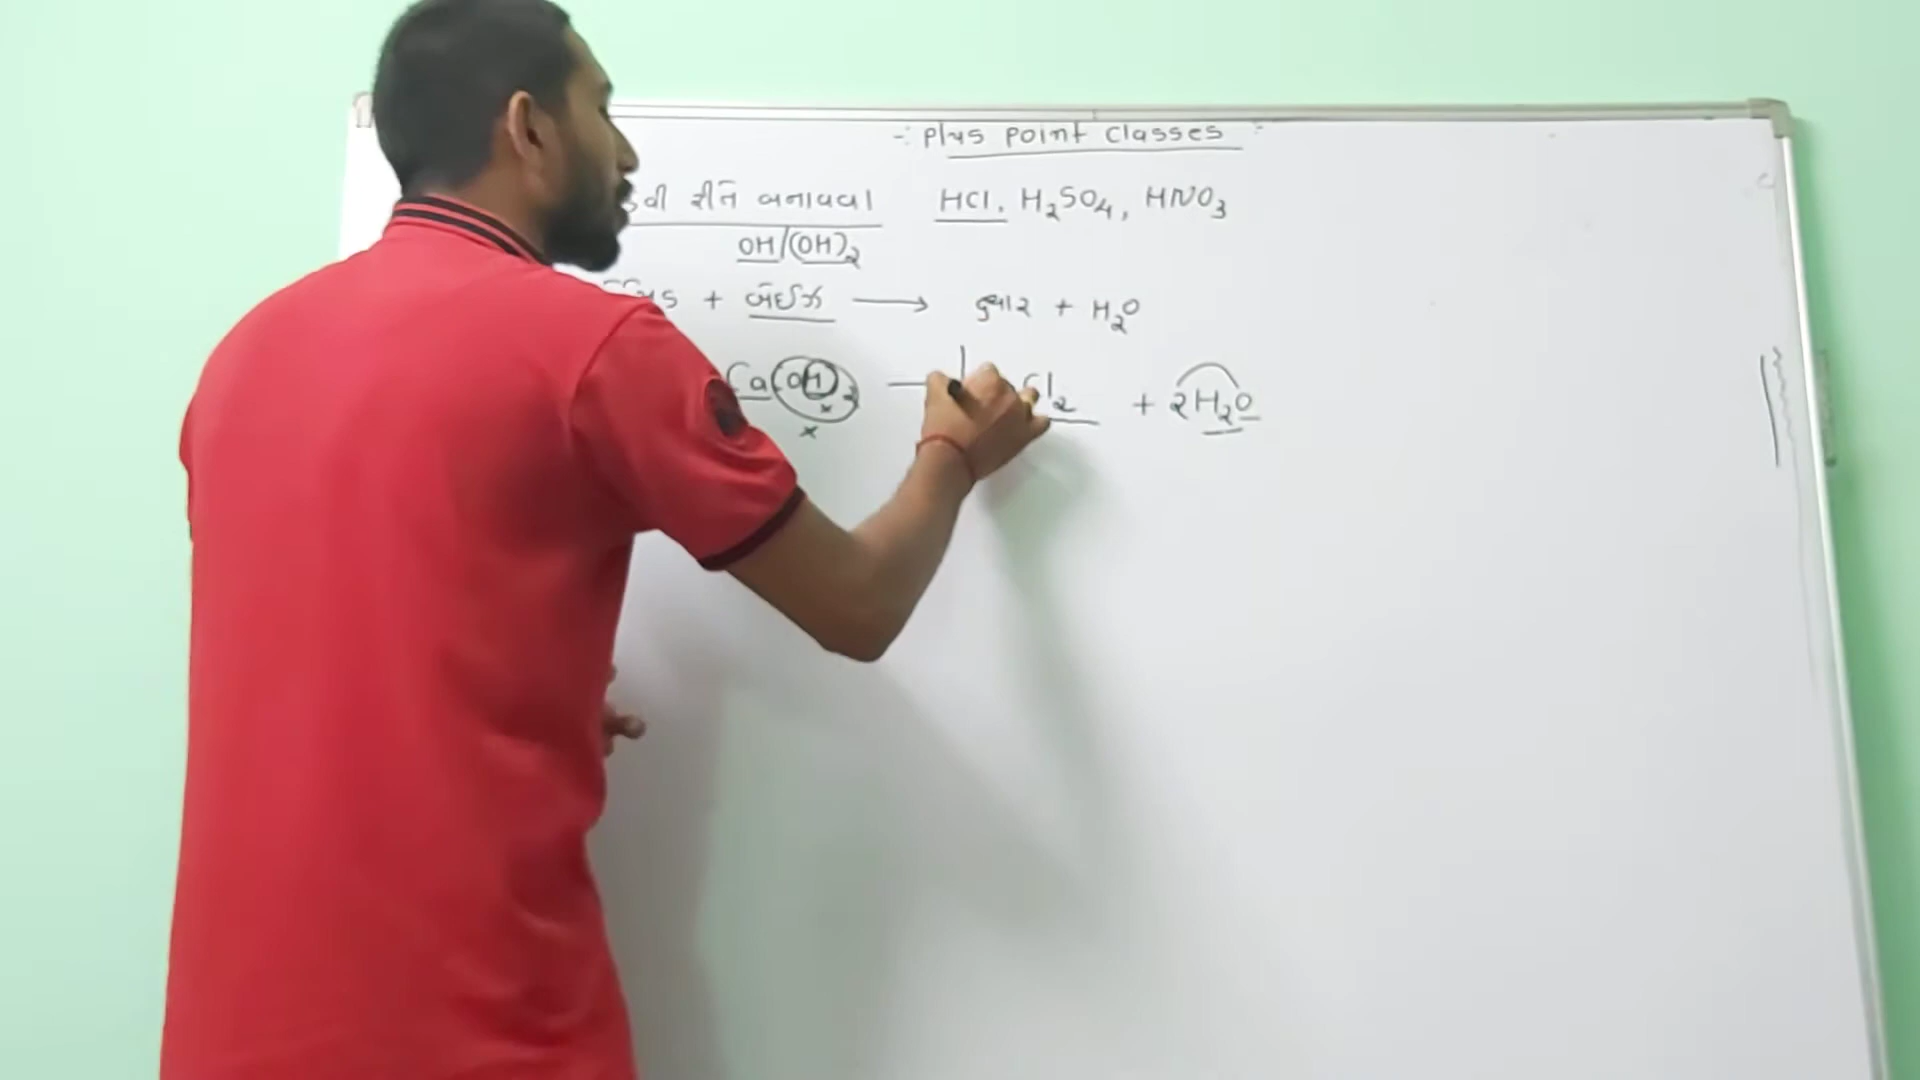 -: Plus Point Classes :-
રીતે બનાવવા HCl, H₂SO₄, HNO₃
OH/(OH)₂
+ બેઈઝ ⟶ ક્ષાર + H₂O
Ca(OH)₂ Cl₂ + 2H₂O